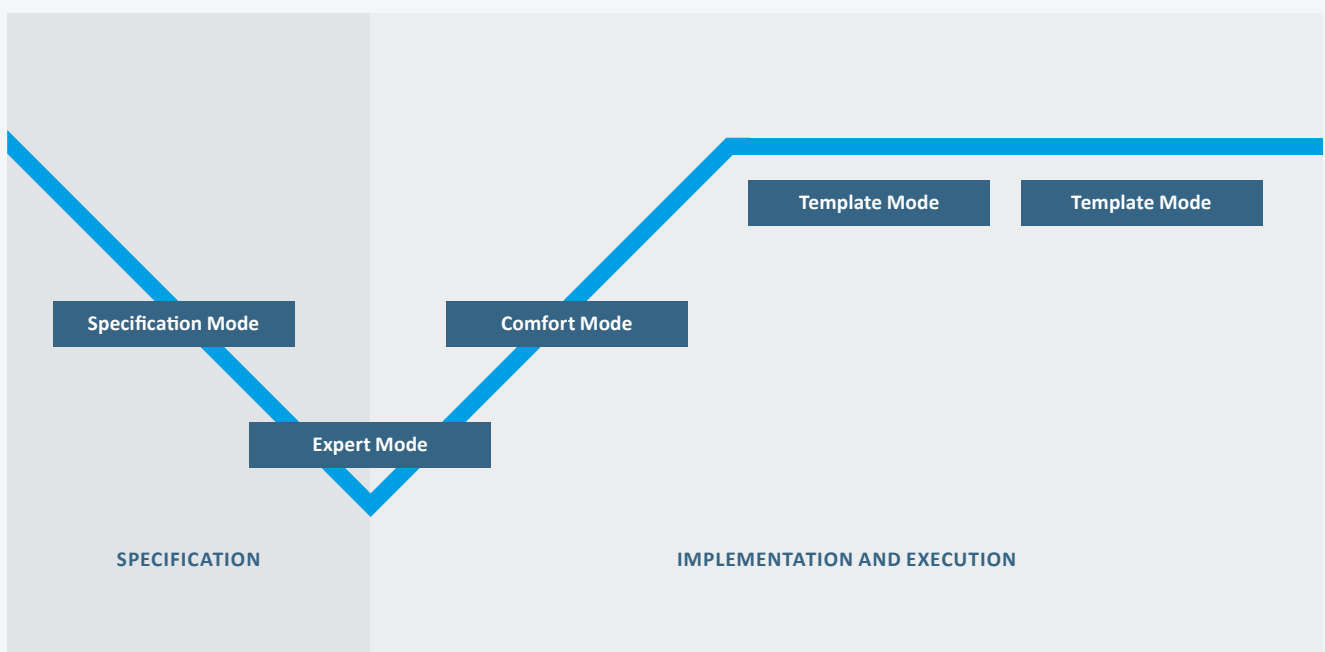 Template Mode
Template Mode
Specification Mode
Comfort Mode
Expert Mode
SPECIFICATION
IMPLEMENTATION AND EXECUTION